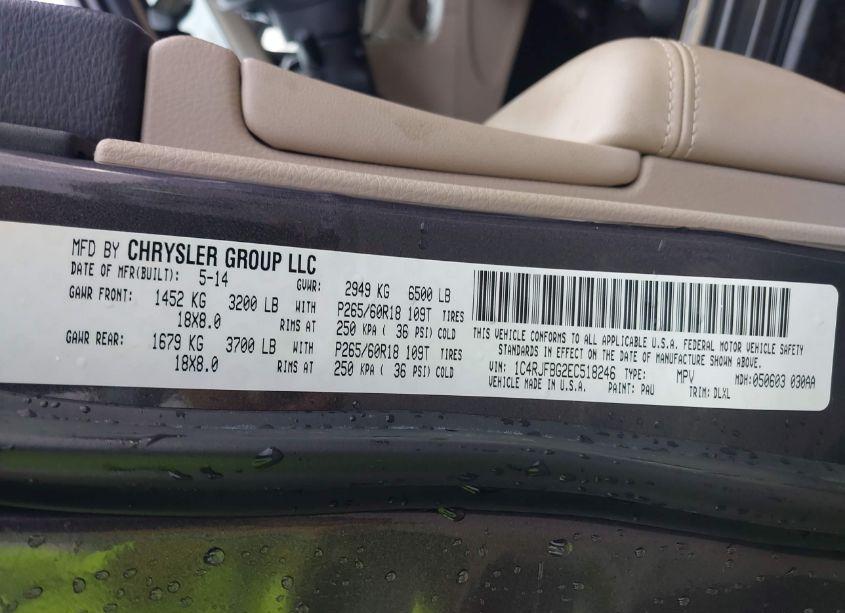 MFD BY CHRYSLER GROUP LLC
DATE OF MFR(BUILT): 5-14 GVWR: 2949 KG 6500 LB
GAWR FRONT: 1452 KG 3200 LB WITH P265/60R18 109T TIRES
18X8.0 RIMS AT 250 KPA ( 36 PSI) COLD
GAWR REAR: 1679 KG 3700 LB WITH P265/60R18 109T TIRES
18X8.0 RIMS AT 250 KPA ( 36 PSI) COLD
THIS VEHICLE CONFORMS TO ALL APPLICABLE U.S.A. FEDERAL MOTOR VEHICLE SAFETY
STANDARDS IN EFFECT ON THE DATE OF MANUFACTURE SHOWN ABOVE.
VIN: 1C4RJFBG2EC518246 TYPE: MPV MDH:050603 030AA
VEHICLE MADE IN U.S.A. PAINT: PAU TRIM: DLXL